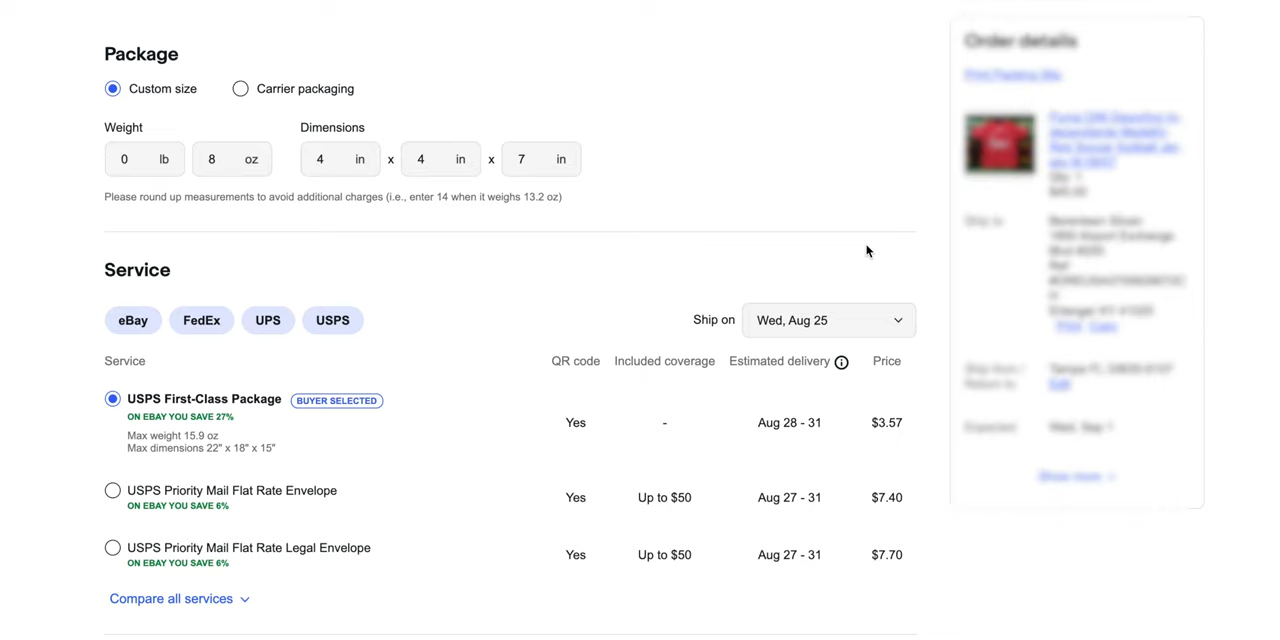 Package
Custom size
Carrier packaging
Weight
Dimensions
0 lb 8 oz 4 in x 4 in x 7 in
Please round up measurements to avoid additional charges (i.e., enter 14 when it weighs 13.2 oz)
Service
eBay FedEx UPS USPS
Ship on Wed, Aug 25
Service QR code Included coverage Estimated delivery Price
USPS First-Class Package BUYER SELECTED
ON EBAY YOU SAVE 27%
Max weight 15.9 oz
Max dimensions 22" x 18" x 15"
Yes - Aug 28 - 31 $3.57
USPS Priority Mail Flat Rate Envelope
ON EBAY YOU SAVE 6%
Yes Up to $50 Aug 27 - 31 $7.40
USPS Priority Mail Flat Rate Legal Envelope
ON EBAY YOU SAVE 6%
Yes Up to $50 Aug 27 - 31 $7.70
Compare all services
Order details
Show more